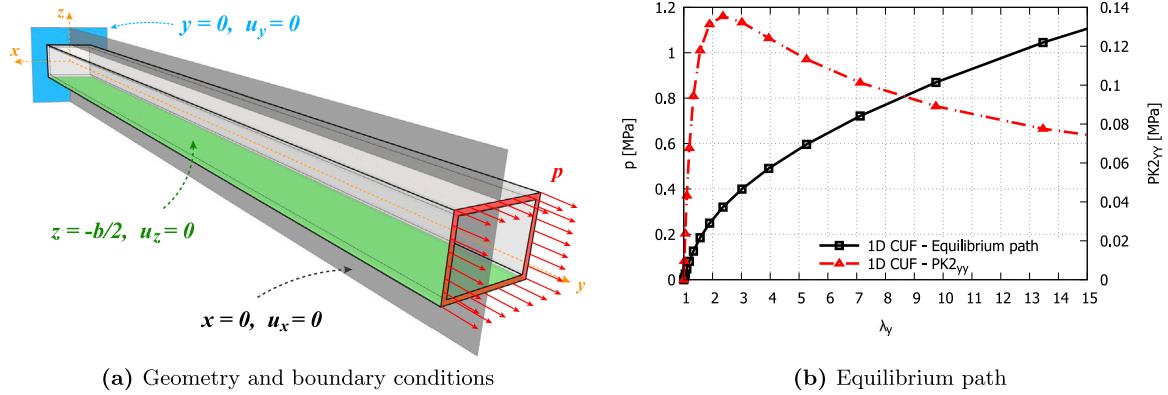 z
y = 0, u_y = 0
x
p
z = -b/2, u_z = 0
y
x = 0, u_x = 0
(a) Geometry and boundary conditions
p [MPa]
1.2
1
0.8
0.6
0.4
0.2
0
1 2 3 4 5 6 7 8 9 10 11 12 13 14 15
λ_y
0.14
0.12
0.10
0.08
0.06
0.04
0.02
0
PK2_YY [MPa]
1D CUF - Equilibrium path
1D CUF - PK2_yy
(b) Equilibrium path